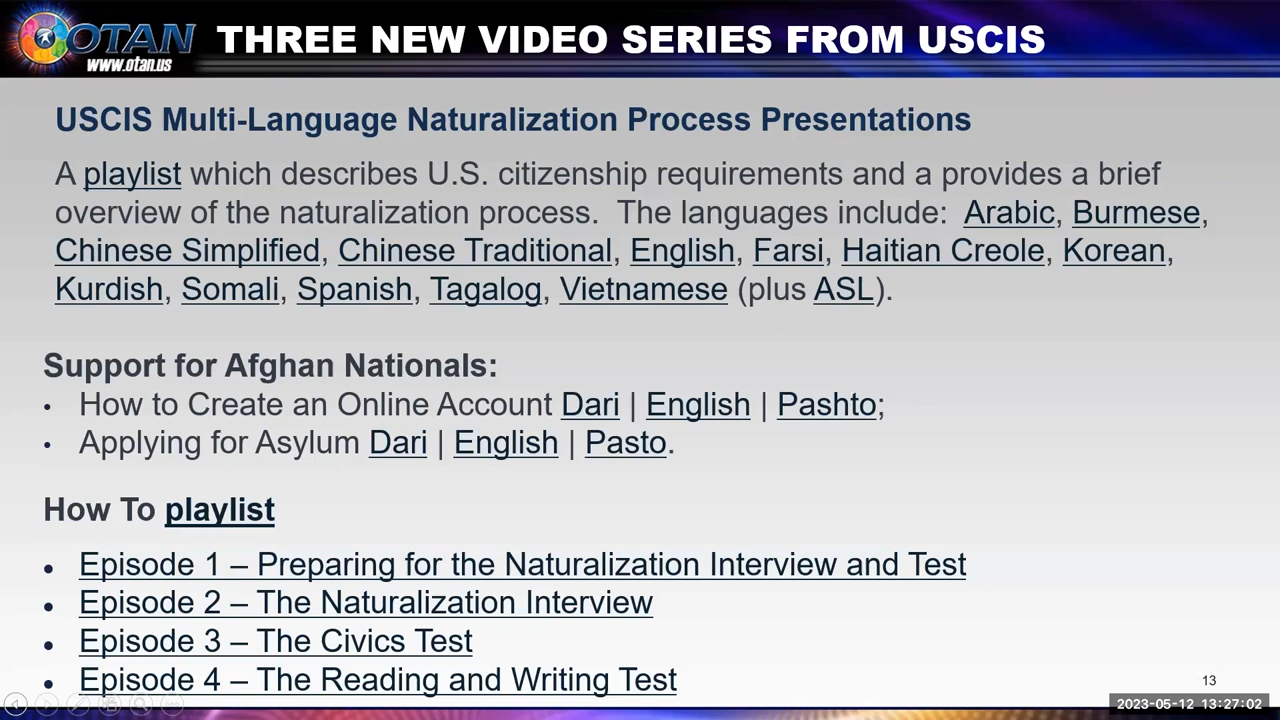 OTAN
www.otan.us
THREE NEW VIDEO SERIES FROM USCIS
USCIS Multi-Language Naturalization Process Presentations
A playlist which describes U.S. citizenship requirements and a provides a brief
overview of the naturalization process.  The languages include:  Arabic, Burmese,
Chinese Simplified, Chinese Traditional, English, Farsi, Haitian Creole, Korean,
Kurdish, Somali, Spanish, Tagalog, Vietnamese (plus ASL).
Support for Afghan Nationals:
• How to Create an Online Account Dari | English | Pashto;
• Applying for Asylum Dari | English | Pasto.
How To playlist
• Episode 1 – Preparing for the Naturalization Interview and Test
• Episode 2 – The Naturalization Interview
• Episode 3 – The Civics Test
• Episode 4 – The Reading and Writing Test
13
2023-05-12 13:27:02